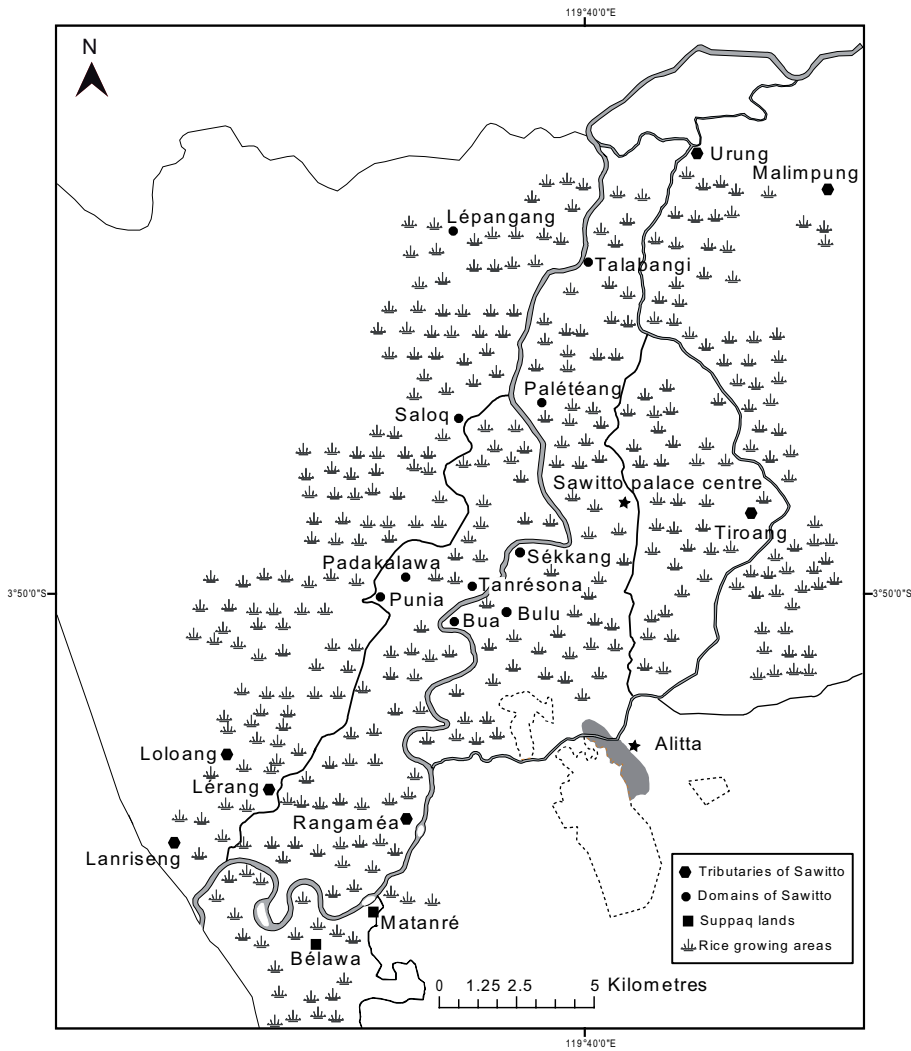 119°40'0"E
N
Urung
Malimpung
Lépangang
Talabangi
Palétéang
Saloq
Sawitto palace centre
Tiroang
Sékkang
Padakalawa
Tanrésona
3°50'0"S
3°50'0"S
Punia
Bulu
Bua
Alitta
Loloang
Lérang
Rangaméa
Lanriseng
Matanré
Bélawa
Tributaries of Sawitto
Domains of Sawitto
Suppaq lands
Rice growing areas
0 1.25 2.5 5 Kilometres
119°40'0"E